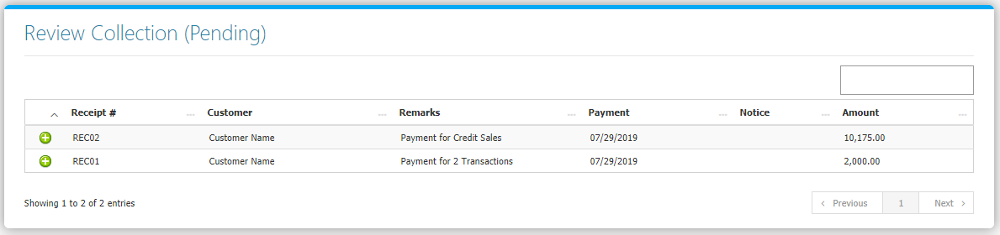 Review Collection (Pending)
Receipt # Customer Remarks Payment Notice Amount
REC02 Customer Name Payment for Credit Sales 07/29/2019 10,175.00
REC01 Customer Name Payment for 2 Transactions 07/29/2019 2,000.00
Showing 1 to 2 of 2 entries Previous 1 Next